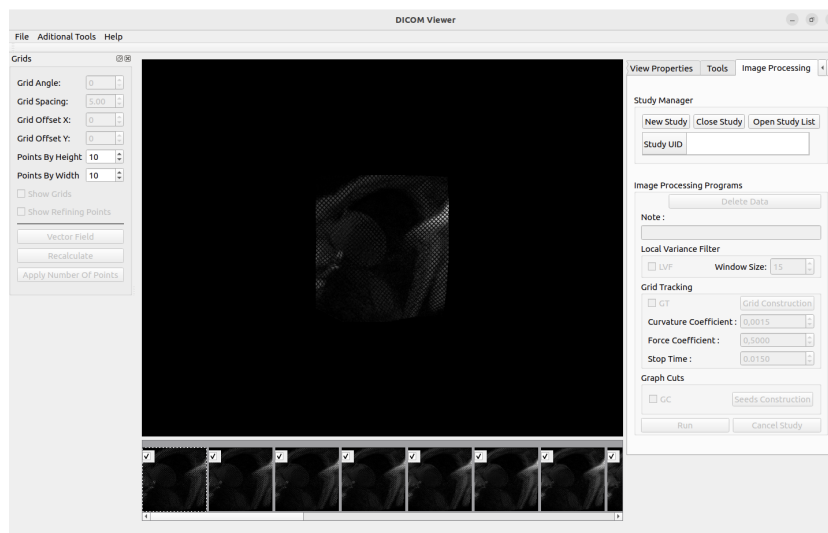 DICOM Viewer
File Aditional Tools Help
Grids
Grid Angle: 0
Grid Spacing: 5.00
Grid Offset X: 0
Grid Offset Y: 0
Points By Height 10
Points By Width 10
Show Grids
Show Refining Points
Vector Field
Recalculate
Apply Number Of Points
View Properties Tools Image Processing
Study Manager
New Study Close Study Open Study List
Study UID
Image Processing Programs
Delete Data
Note :
Local Variance Filter
LVF Window Size: 15
Grid Tracking
GT Grid Construction
Curvature Coefficient : 0,0015
Force Coefficient : 0,5000
Stop Time : 0.0150
Graph Cuts
GC Seeds Construction
Run Cancel Study